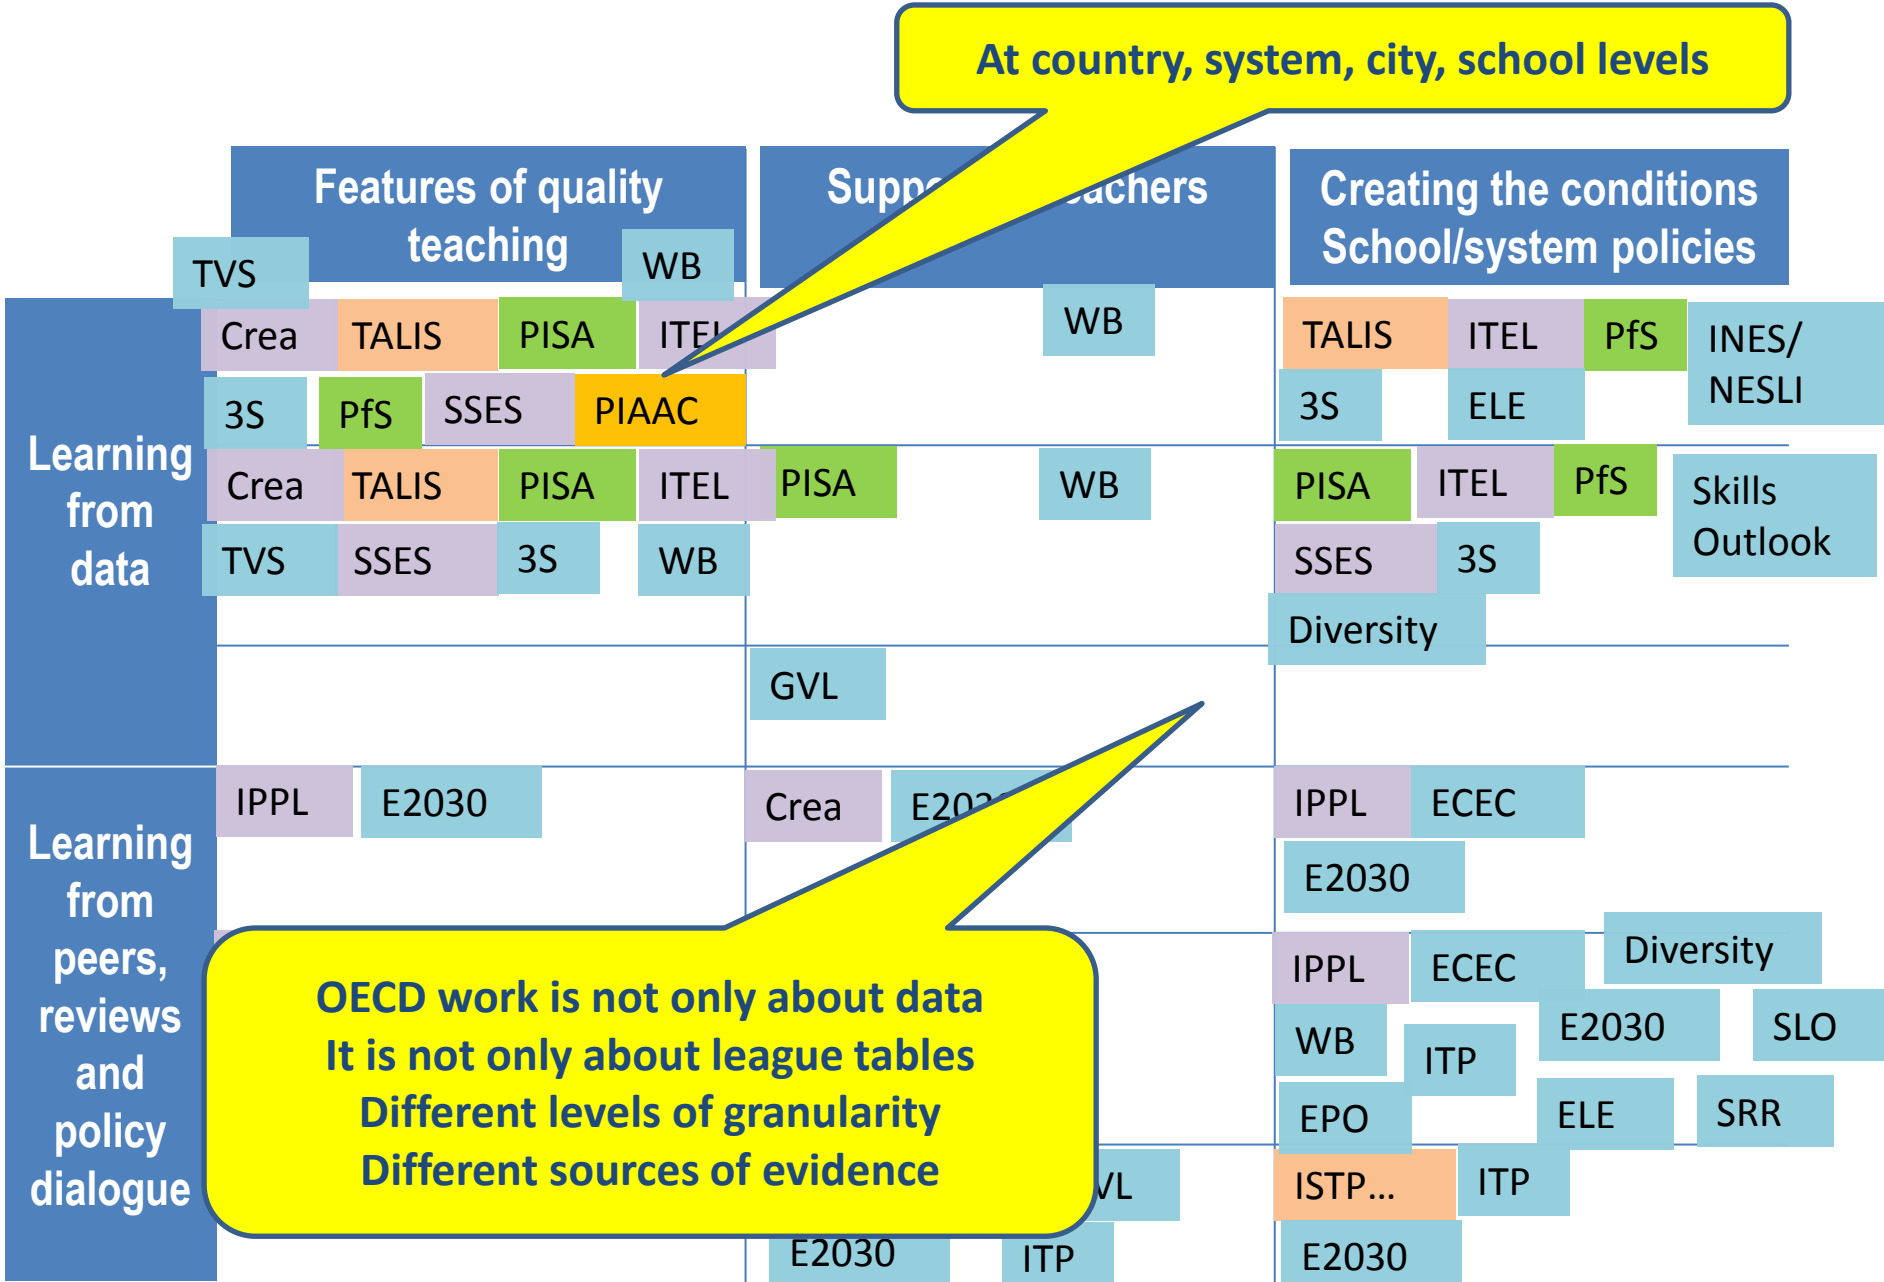 At country, system, city, school levels
Features of quality
teaching
Creating the conditions
School/system policies
TVS
WB
Learning
from
data
Crea TALIS PISA ITEL
3S PfS SSES PIAAC
WB
TALIS ITEL PfS INES/
NESLI
3S ELE
Crea TALIS PISA ITEL
TVS SSES 3S WB
PISA WB
PISA ITEL PfS Skills
Outlook
SSES 3S
Diversity
GVL
Learning
from
peers,
reviews
and
policy
dialogue
IPPL E2030
Crea
IPPL ECEC
E2030
OECD work is not only about data
It is not only about league tables
Different levels of granularity
Different sources of evidence
IPPL ECEC Diversity
WB ITP E2030 SLO
EPO ELE SRR
ISTP... ITP
E2030 ITP
E2030